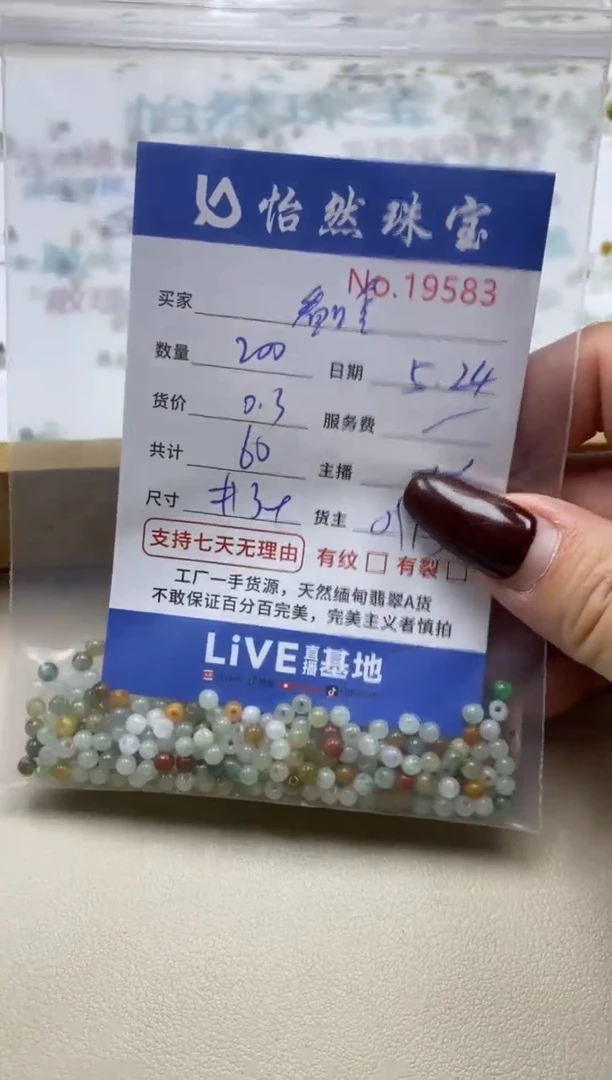 怡然珠宝
No.19583
买家
数量 200 日期 5.24
货价 0.3 服务费
共计 60 主播
尺寸 货主
支持七天无理由 有纹 有裂
工厂一手货源，天然缅甸翡翠A货
不敢保证百分百完美，完美主义者慎拍
LiVE直播基地